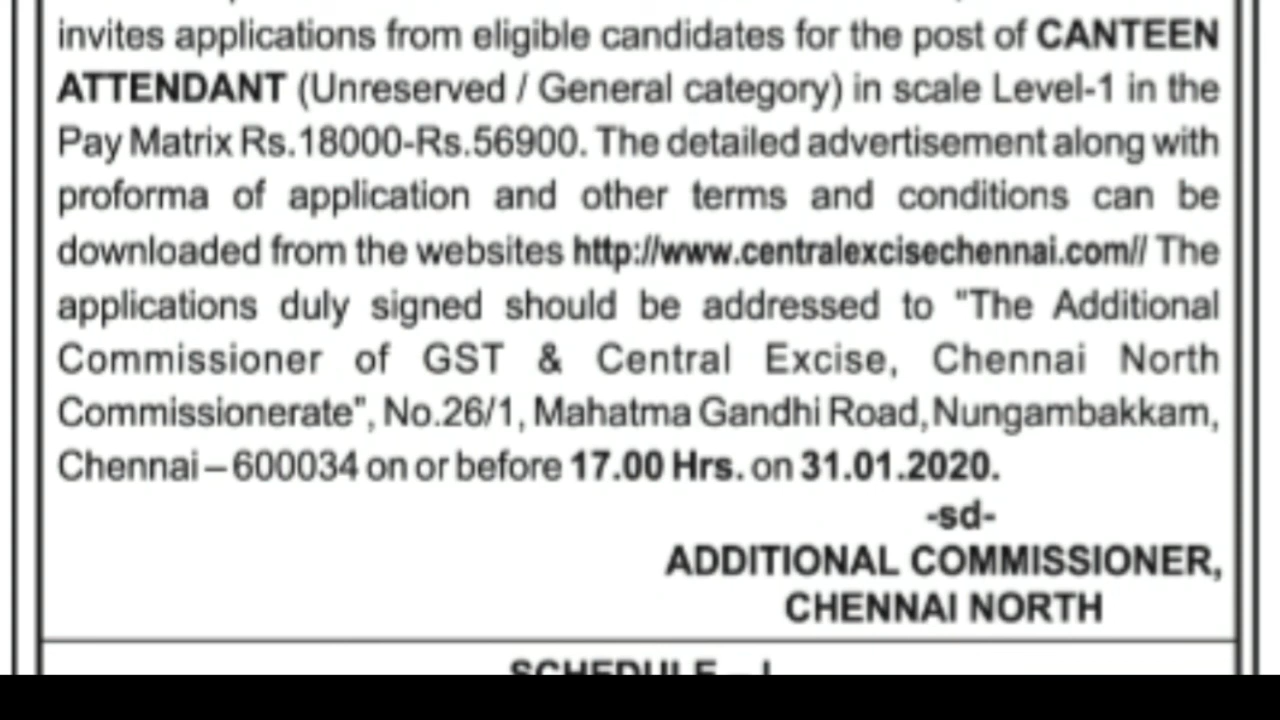 invites applications from eligible candidates for the post of CANTEEN
ATTENDANT (Unreserved / General category) in scale Level-1 in the
Pay Matrix Rs.18000-Rs.56900. The detailed advertisement along with
proforma of application and other terms and conditions can be
downloaded from the websites http://www.centralexcisechennai.com// The
applications duly signed should be addressed to "The Additional
Commissioner of GST & Central Excise, Chennai North
Commissionerate", No.26/1, Mahatma Gandhi Road, Nungambakkam,
Chennai – 600034 on or before 17.00 Hrs. on 31.01.2020.
-sd-
ADDITIONAL COMMISSIONER,
CHENNAI NORTH
SCHEDULE – I